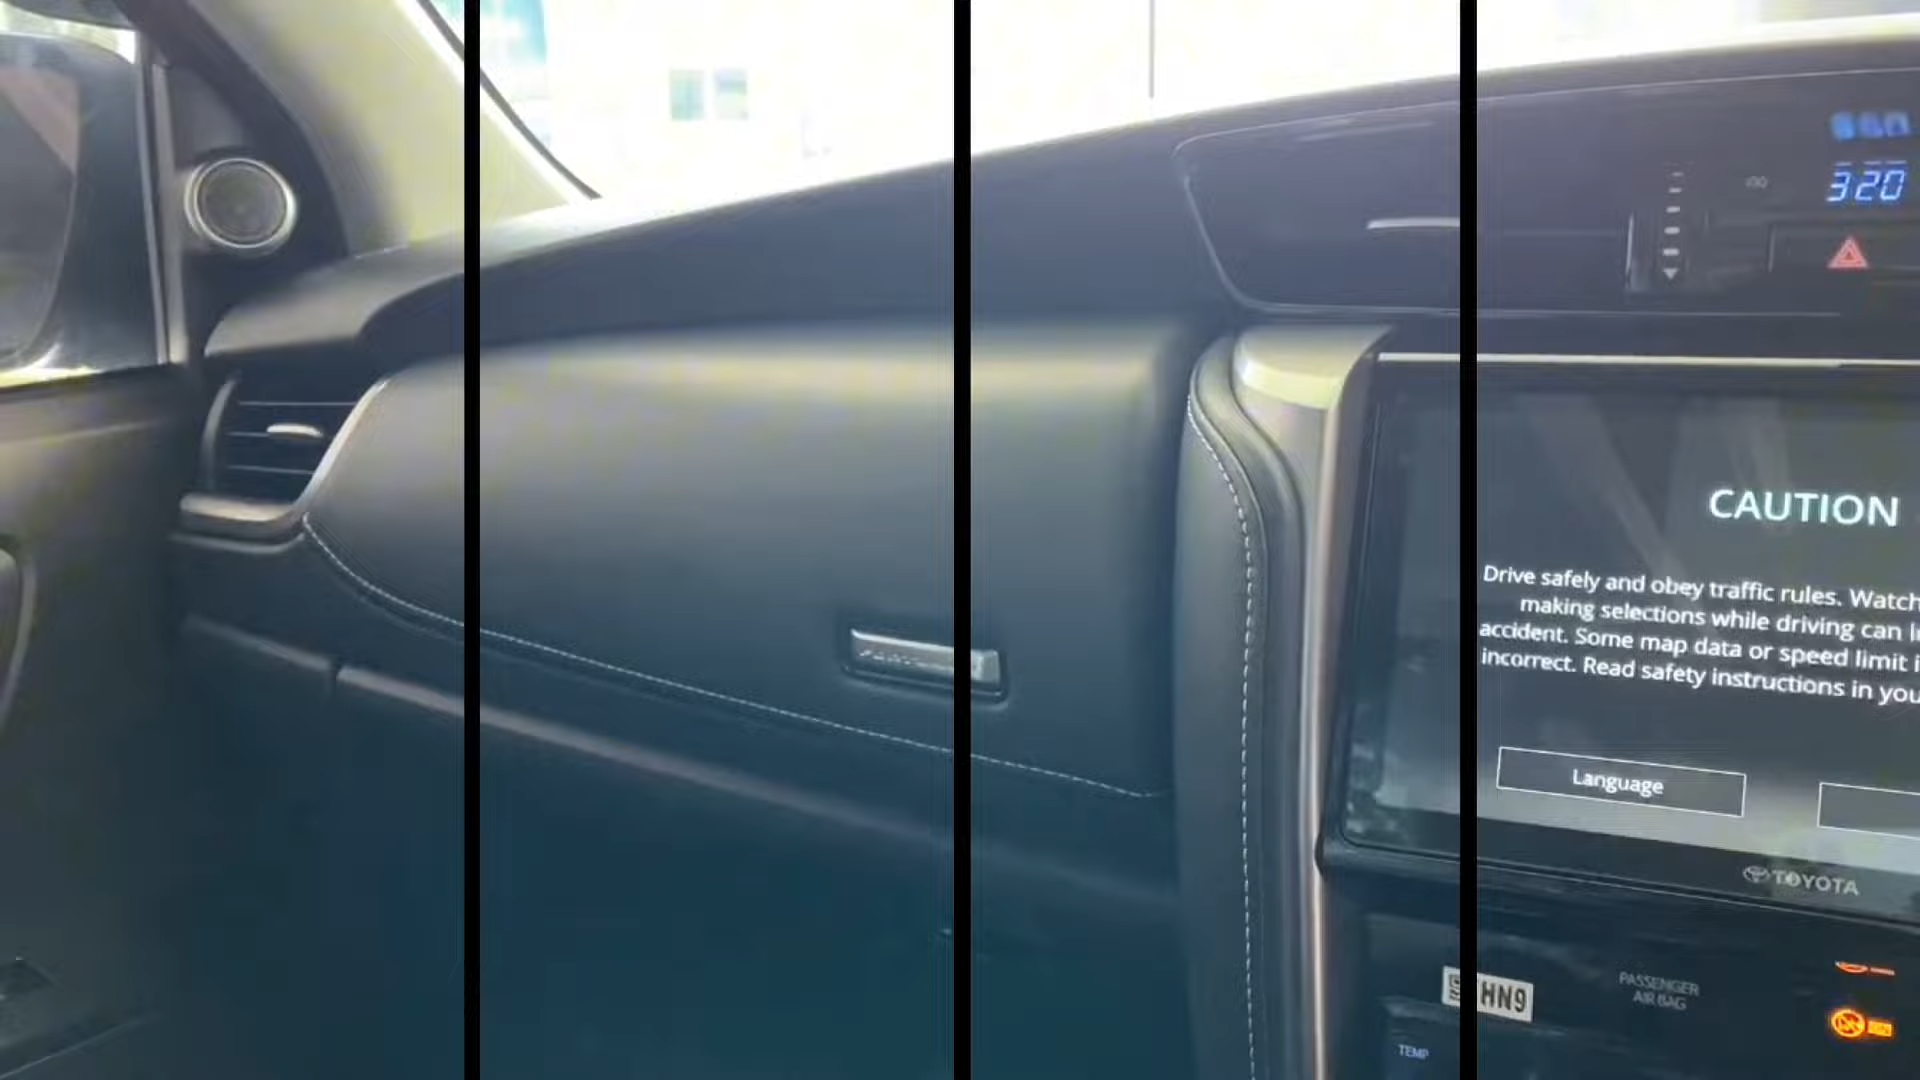 320
CAUTION
Drive safely and obey traffic rules. Watch
making selections while driving can
accident. Some map data or speed limit
incorrect. Read safety instructions in you
Language
TOYOTA
HN9
PASSENGER
AIR BAG
TEMP